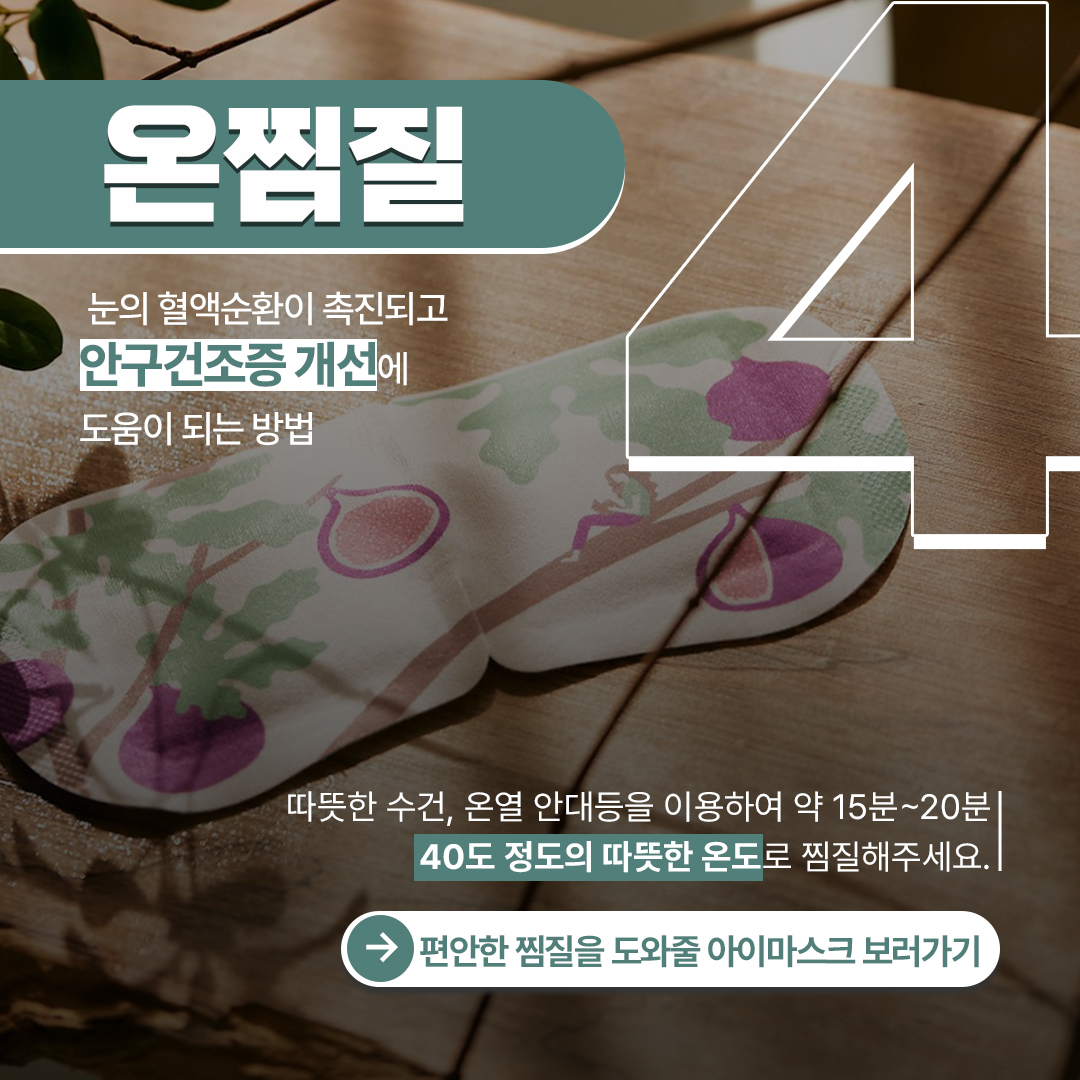 온찜질
4
눈의 혈액순환이 촉진되고
안구건조증 개선에
도움이 되는 방법
따뜻한 수건, 온열 안대등을 이용하여 약 15분~20분
40도 정도의 따뜻한 온도로 찜질해주세요.
편안한 찜질을 도와줄 아이마스크 보러가기